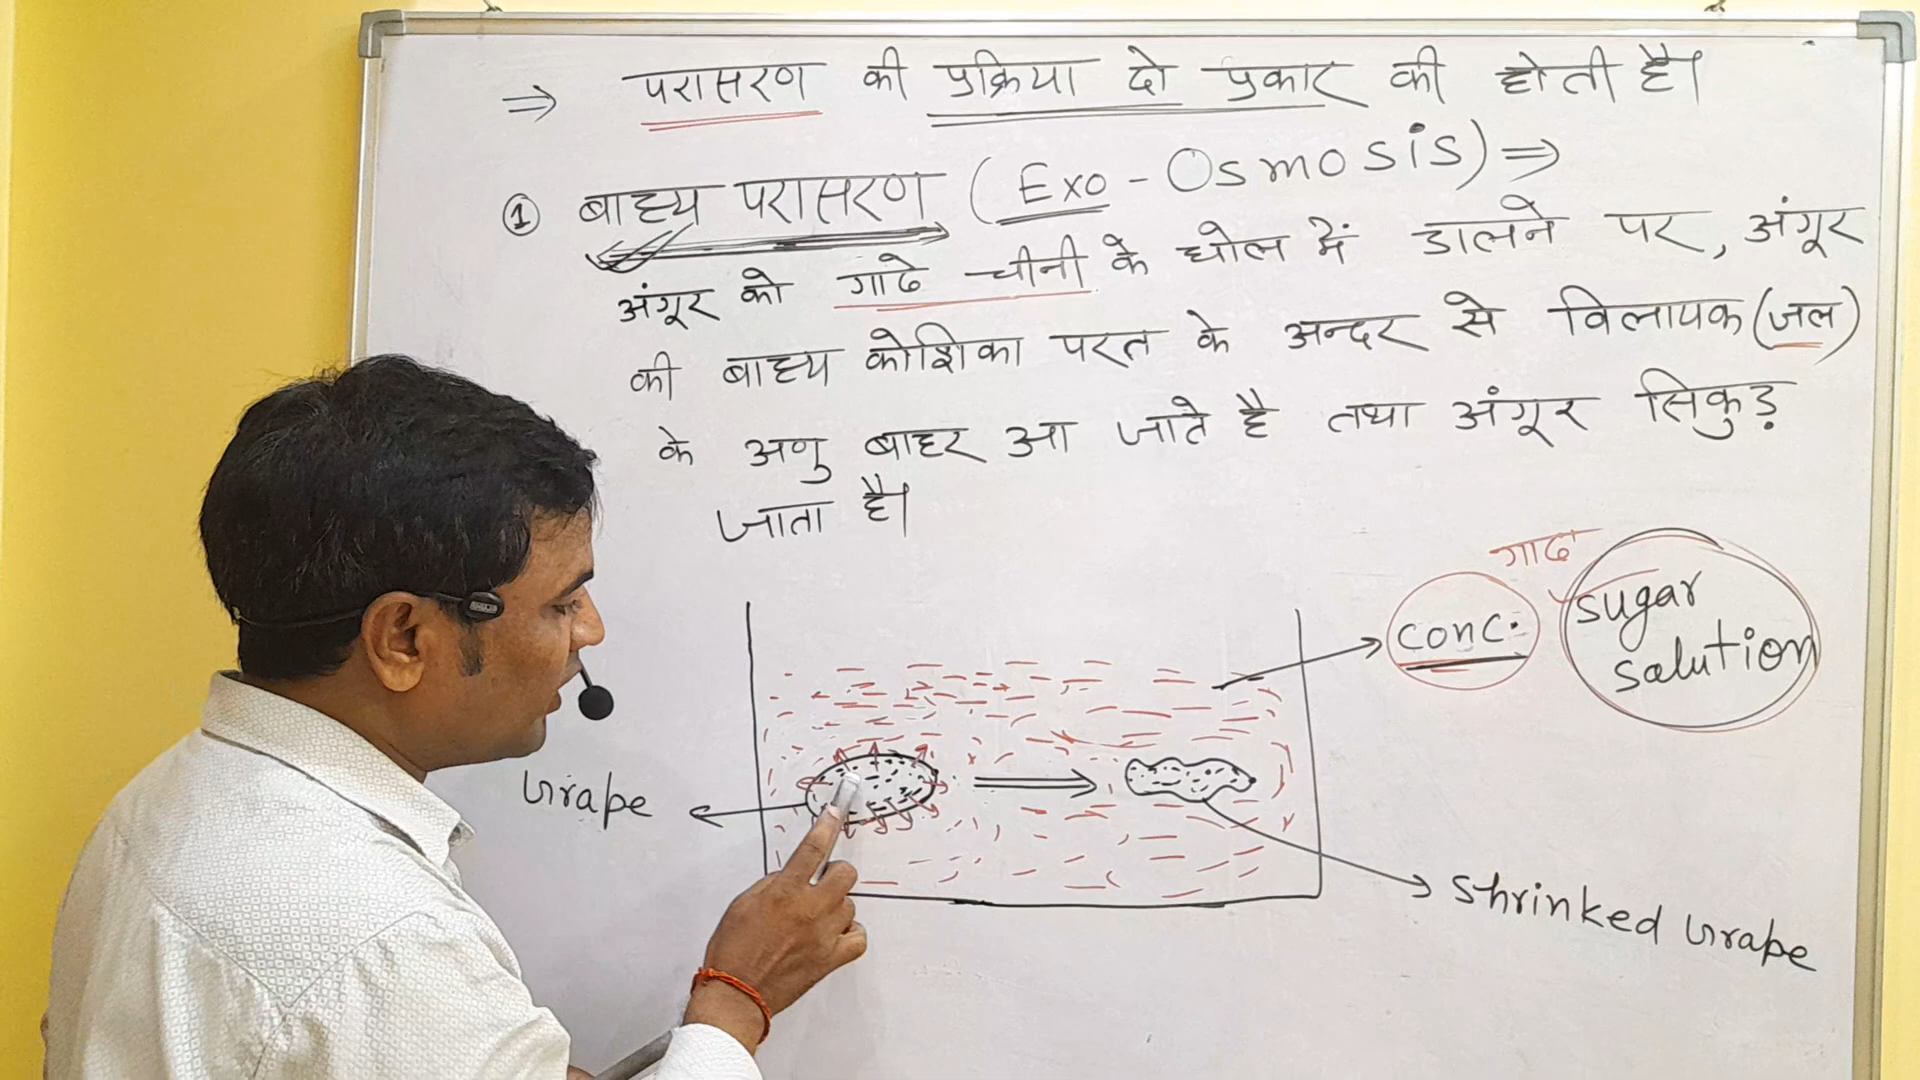 ⇒ परासरण की प्रक्रिया दो प्रकार की होती है।
① बाह्य परासरण (Exo - Osmosis) ⇒
अंगूर को गाढे चीनी के घोल में डालने पर, अंगूर
की बाह्य कोशिका परत के अन्दर से विलायक (जल)
के अणु बाहर आ जाते है तथा अंगूर सिकुड़
जाता है।
गाढा
conc. sugar
salution
Grape
shrinked Grape